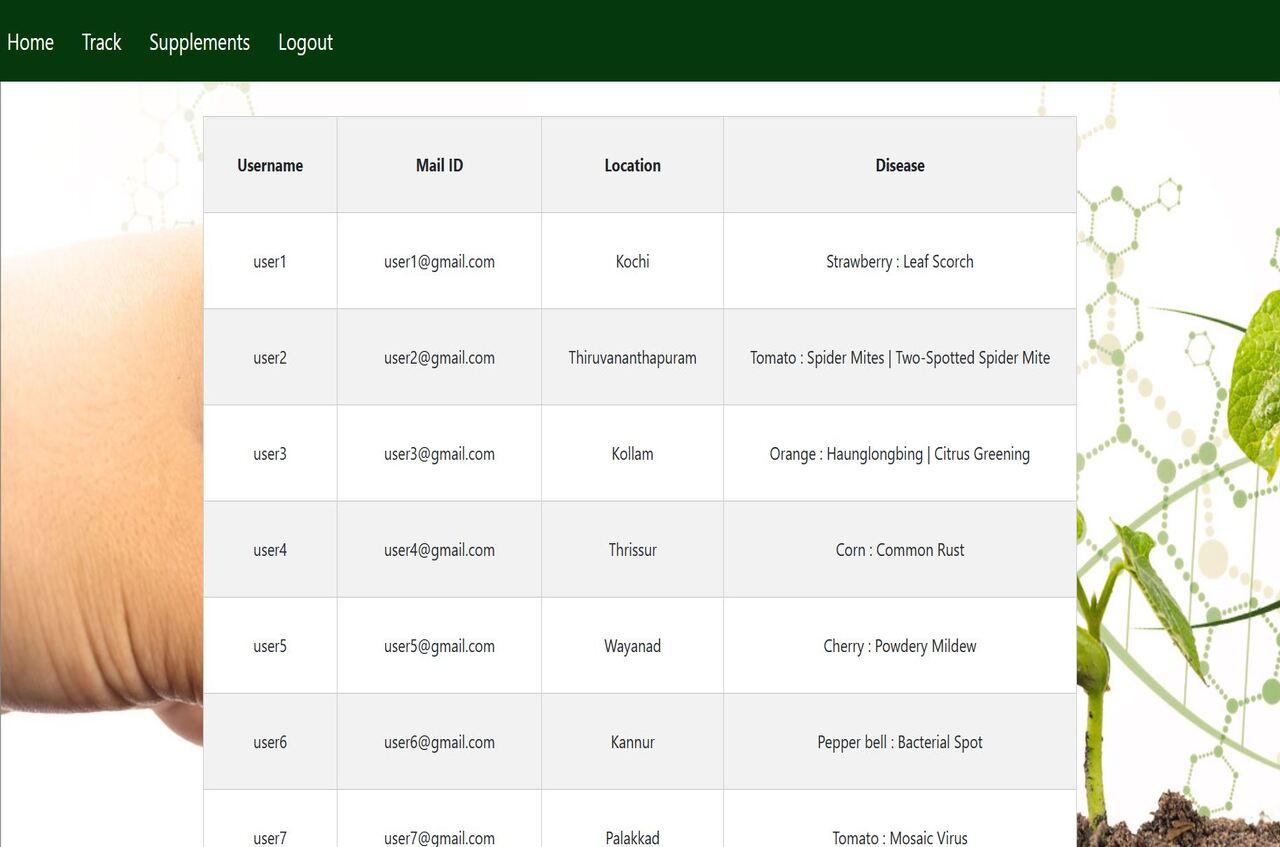 Home Track Supplements Logout
Username Mail ID Location Disease
user1 user1@gmail.com Kochi Strawberry : Leaf Scorch
user2 user2@gmail.com Thiruvananthapuram Tomato : Spider Mites | Two-Spotted Spider Mite
user3 user3@gmail.com Kollam Orange : Haunglongbing | Citrus Greening
user4 user4@gmail.com Thrissur Corn : Common Rust
user5 user5@gmail.com Wayanad Cherry : Powdery Mildew
user6 user6@gmail.com Kannur Pepper bell : Bacterial Spot
user7 user7@gmail.com Palakkad Tomato : Mosaic Virus